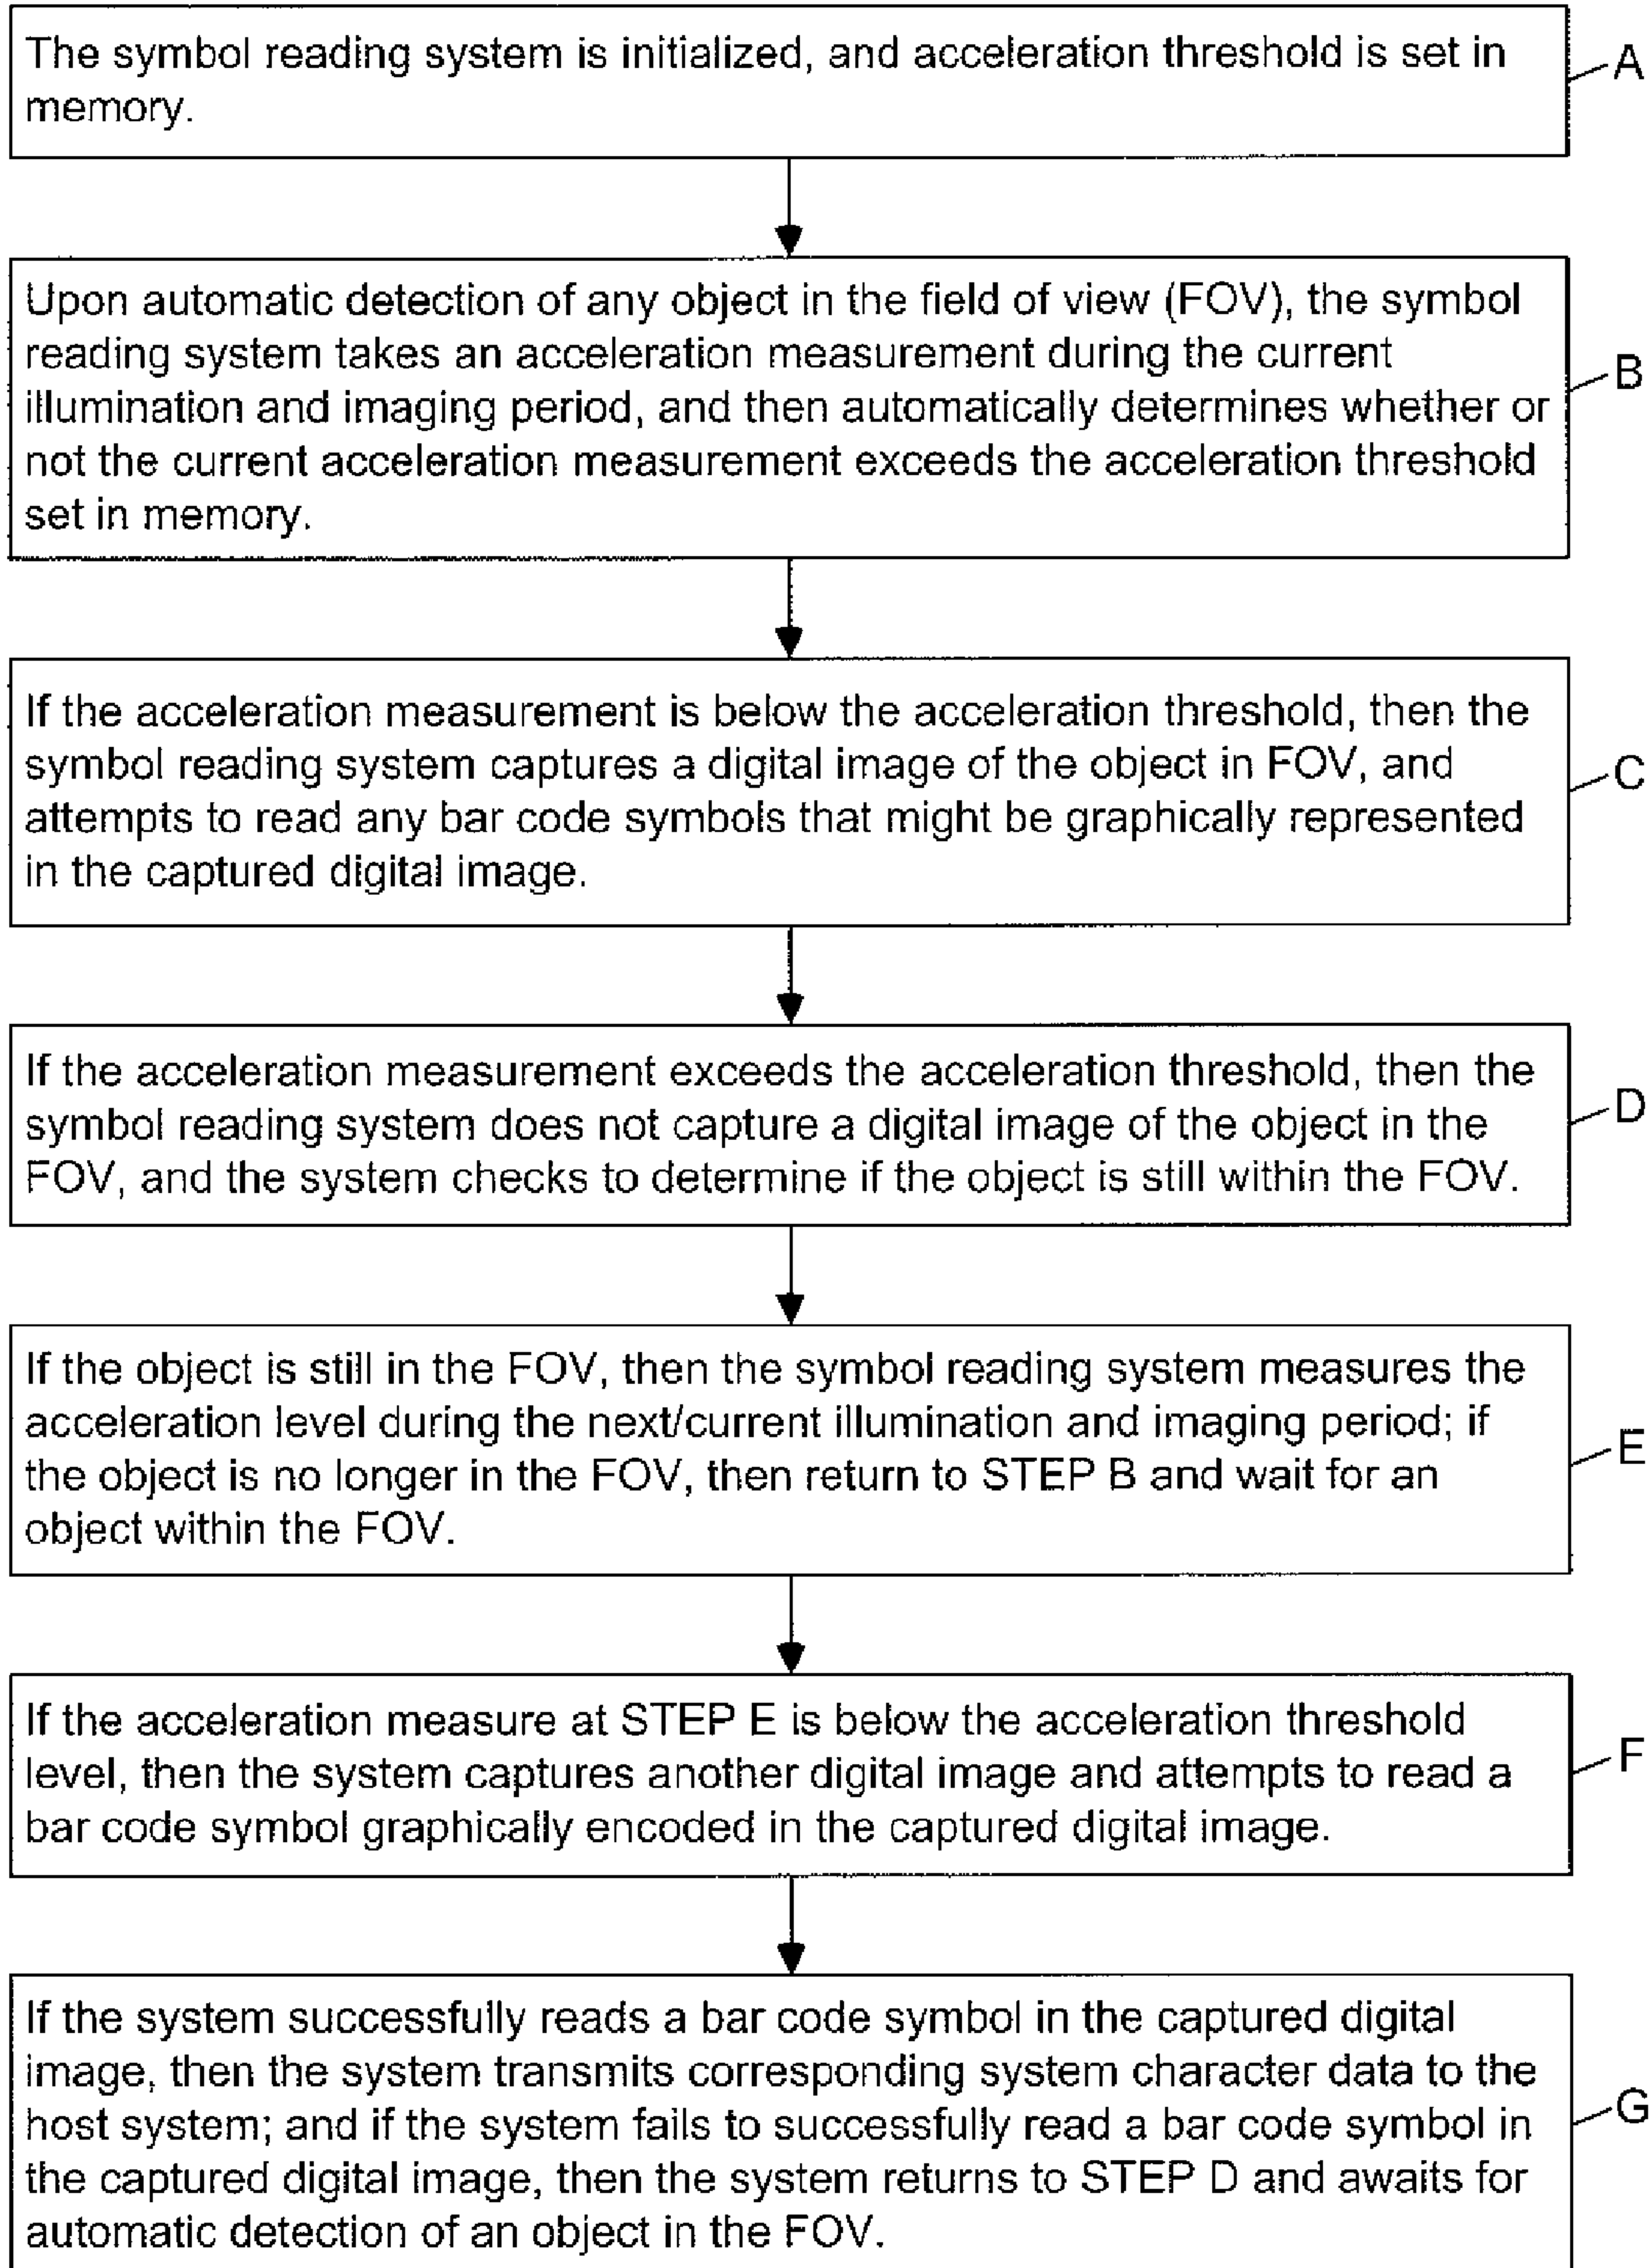 The symbol reading system is initialized, and acceleration threshold is set in
memory.
A
Upon automatic detection of any object in the field of view (FOV), the symbol
reading system takes an acceleration measurement during the current
illumination and imaging period, and then automatically determines whether or
not the current acceleration measurement exceeds the acceleration threshold
set in memory.
B
If the acceleration measurement is below the acceleration threshold, then the
symbol reading system captures a digital image of the object in FOV, and
attempts to read any bar code symbols that might be graphically represented
in the captured digital image.
C
If the acceleration measurement exceeds the acceleration threshold, then the
symbol reading system does not capture a digital image of the object in the
FOV, and the system checks to determine if the object is still within the FOV.
D
If the object is still in the FOV, then the symbol reading system measures the
acceleration level during the next/current illumination and imaging period; if
the object is no longer in the FOV, then return to STEP B and wait for an
object within the FOV.
E
If the acceleration measure at STEP E is below the acceleration threshold
level, then the system captures another digital image and attempts to read a
bar code symbol graphically encoded in the captured digital image.
F
If the system successfully reads a bar code symbol in the captured digital
image, then the system transmits corresponding system character data to the
host system; and if the system fails to successfully read a bar code symbol in
the captured digital image, then the system returns to STEP D and awaits for
automatic detection of an object in the FOV.
G